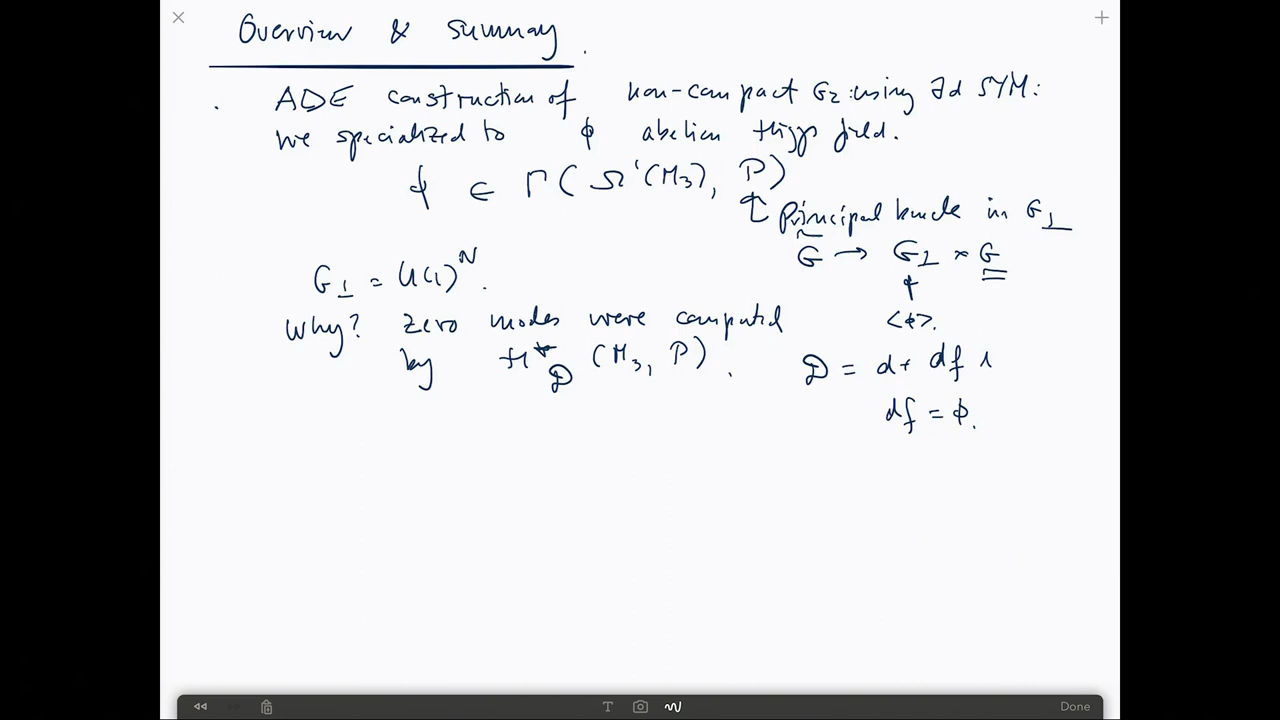 Overview & Summary.
. ADE construction of non-compact G₂ : using 7d SYM :
we specialized to ϕ abelian Higgs field.
ϕ ∈ Γ( Ω¹(M₃), P)
↑ Principal bundle in G⊥
G̃ → G⊥ × G
G⊥ = U(1)^N.
↑
<ϕ>.
Why? Zero modes were computed
by H*_D (M₃, P).
D = d + df ∧
df = ϕ.
T
Done